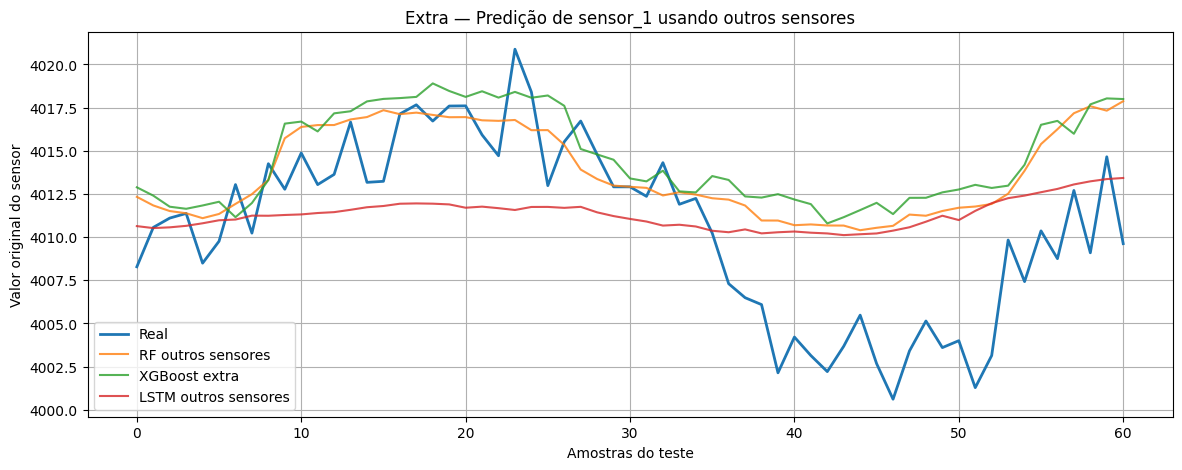 Extra — Predição de sensor_1 usando outros sensores
Valor original do sensor
4020.0
4017.5
4015.0
4012.5
4010.0
4007.5
4005.0
4002.5
4000.0
Real
RF outros sensores
XGBoost extra
LSTM outros sensores
0 10 20 30 40 50 60
Amostras do teste